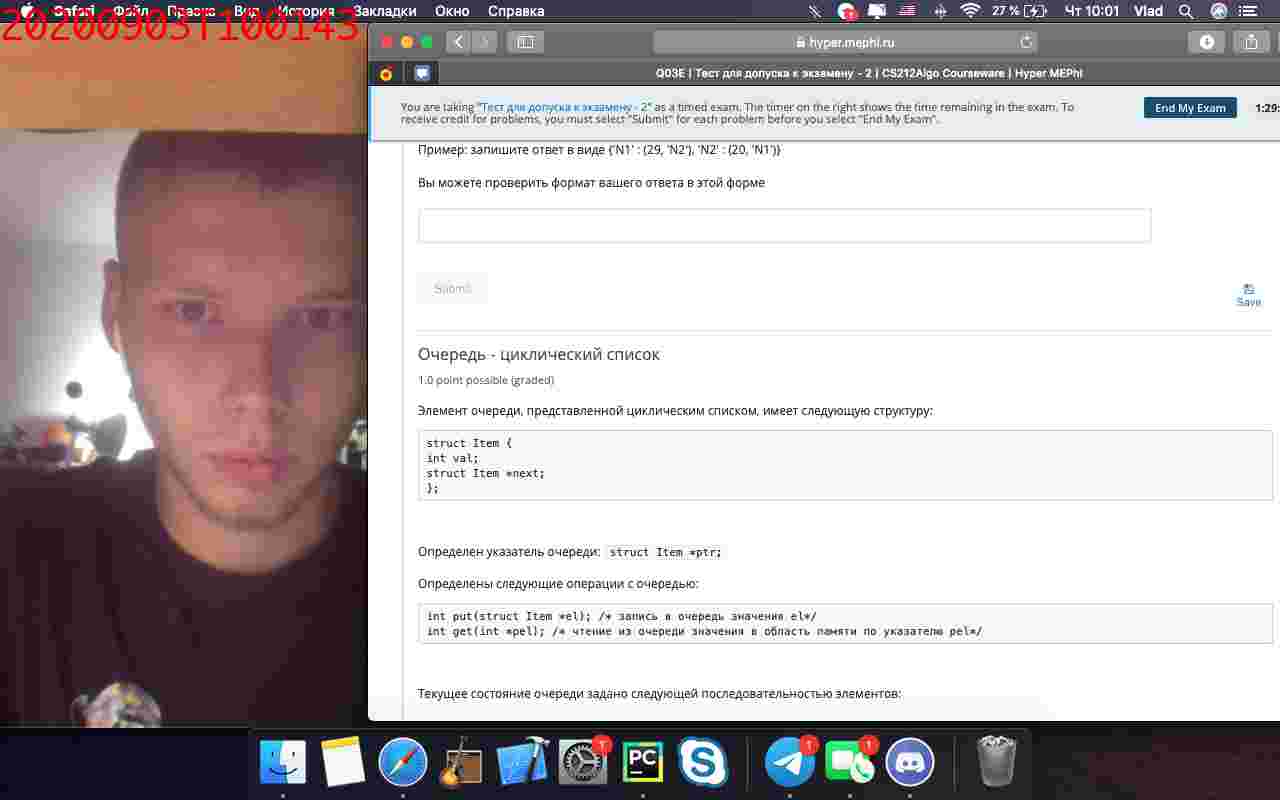 20200903T100143
Safari Файл Правка Вид История Закладки Окно Справка
27 % Чт 10:01 Vlad
hyper.mephi.ru
Q03E | Тест для допуска к экзамену - 2 | CS212Algo Courseware | Hyper MEPhI
You are taking "Тест для допуска к экзамену - 2" as a timed exam. The timer on the right shows the time remaining in the exam. To
receive credit for problems, you must select "Submit" for each problem before you select "End My Exam".
End My Exam
1:29:
Пример: запишите ответ в виде {'N1' : (29, 'N2'), 'N2' : (20, 'N1')}
Вы можете проверить формат вашего ответа в этой форме
Submit
Save
Очередь - циклический список
1.0 point possible (graded)
Элемент очереди, представленной циклическим списком, имеет следующую структуру:
struct Item {
int val;
struct Item *next;
};
Определен указатель очереди: struct Item *ptr;
Определены следующие операции с очередью:
int put(struct Item *el); /* запись в очередь значения el*/
int get(int *pel); /* чтение из очереди значения в область памяти по указателю pel*/
Текущее состояние очереди задано следующей последовательностью элементов:
1
PC
1
1